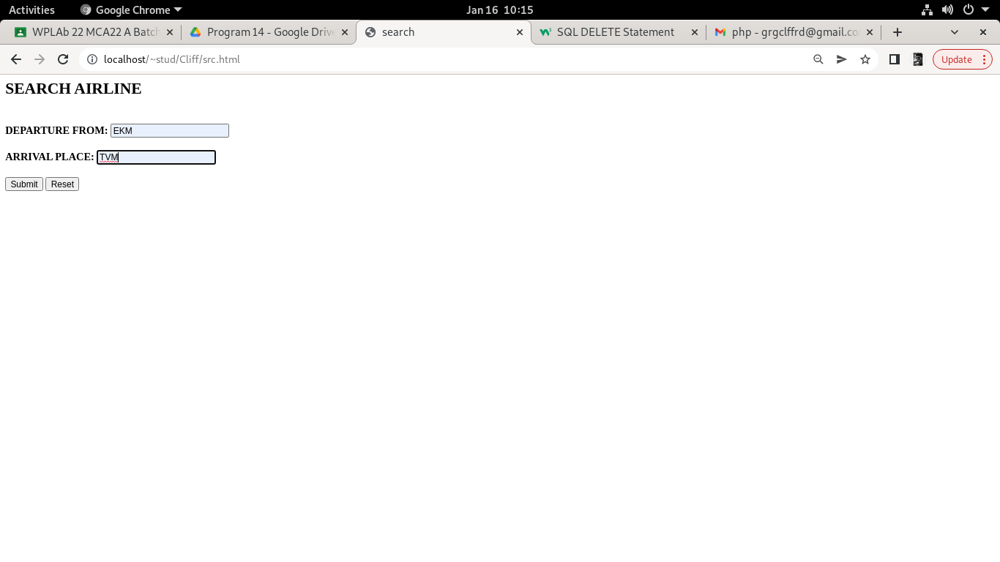 Activities Google Chrome Jan 16 10:15
WPLAb 22 MCA22 A Batch Program 14 - Google Drive search SQL DELETE Statement php - grgclffrd@gmail.co
localhost/~stud/Cliff/src.html Update
SEARCH AIRLINE
DEPARTURE FROM: EKM
ARRIVAL PLACE: TVM
Submit Reset